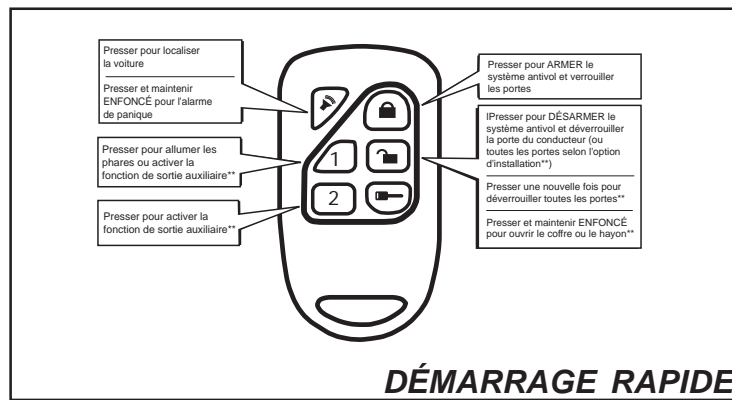 Presser pour localiser
la voiture
Presser et maintenir
ENFONCÉ pour l'alarme
de panique
Presser pour allumer les
phares ou activer la
fonction de sortie auxiliaire**
Presser pour activer la
fonction de sortie auxiliaire**
1
2
Presser pour ARMER le
système antivol et verrouiller
les portes
lPresser pour DÉSARMER le
système antivol et déverrouiller
la porte du conducteur (ou
toutes les portes selon l'option
d'installation**)
Presser une nouvelle fois pour
déverrouiller toutes les portes**
Presser et maintenir ENFONCÉ
pour ouvrir le coffre ou le hayon**
DÉMARRAGE RAPIDE